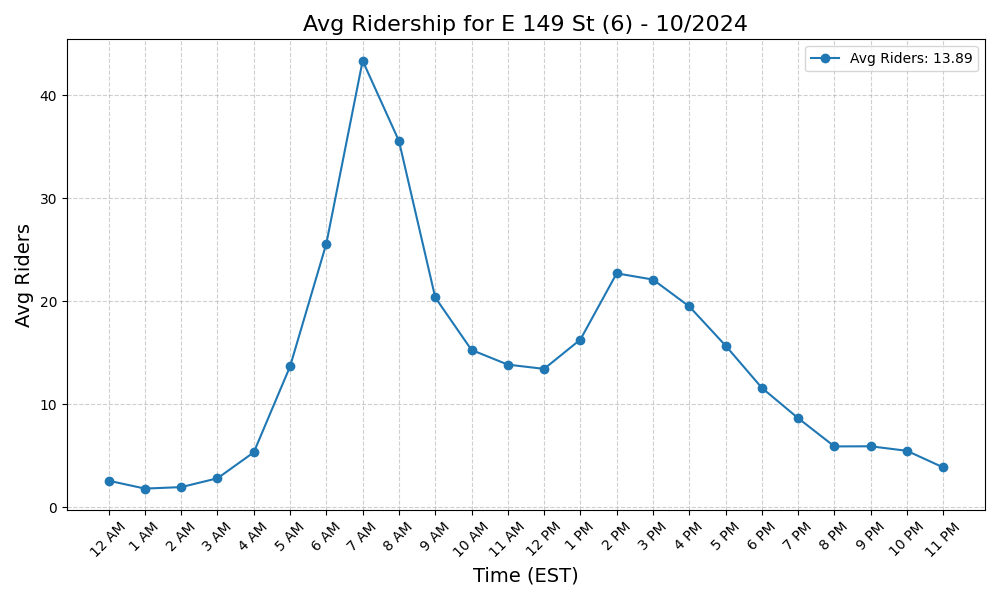 Avg Ridership for E 149 St (6) - 10/2024
Avg Riders: 13.89
Avg Riders
40
30
20
10
0
12 AM
1 AM
2 AM
3 AM
4 AM
5 AM
6 AM
7 AM
8 AM
9 AM
10 AM
11 AM
12 PM
1 PM
2 PM
3 PM
4 PM
5 PM
6 PM
7 PM
8 PM
9 PM
10 PM
11 PM
Time (EST)